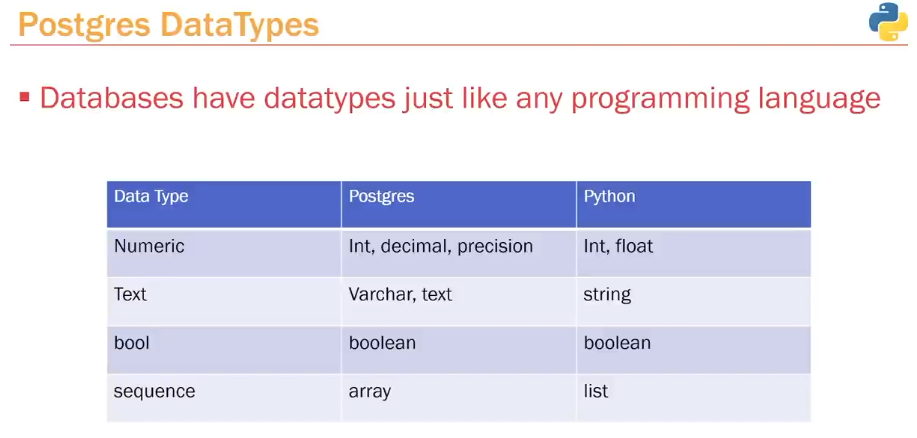 Postgres DataTypes
▪ Databases have datatypes just like any programming language
Data Type Postgres Python
Numeric Int, decimal, precision Int, float
Text Varchar, text string
bool boolean boolean
sequence array list